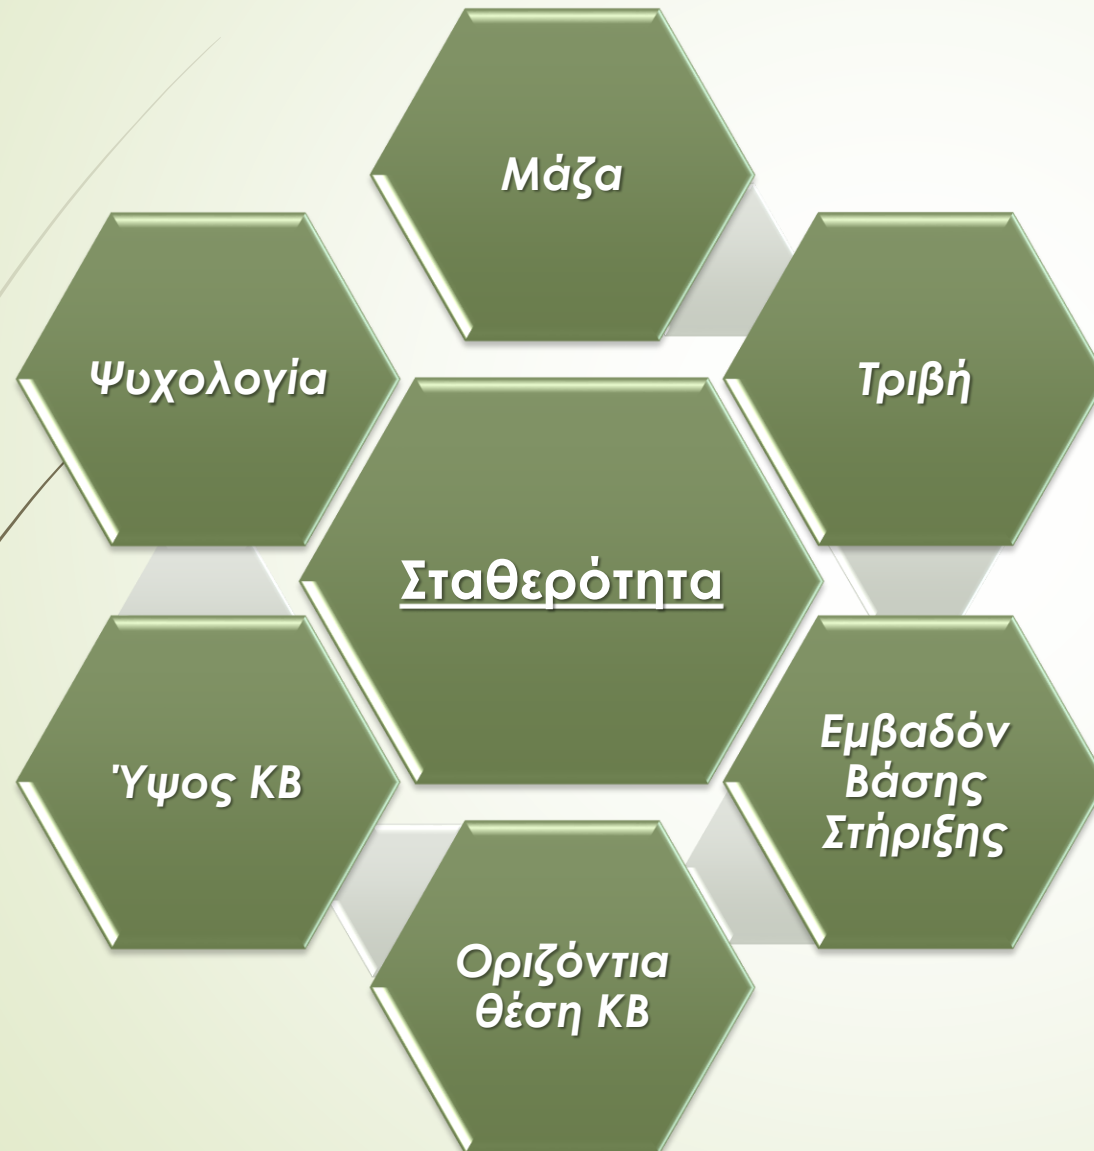 Μάζα
Τριβή
Ψυχολογία
Σταθερότητα
Εμβαδόν
Βάσης
Στήριξης
Ύψος ΚΒ
Οριζόντια
θέση ΚΒ